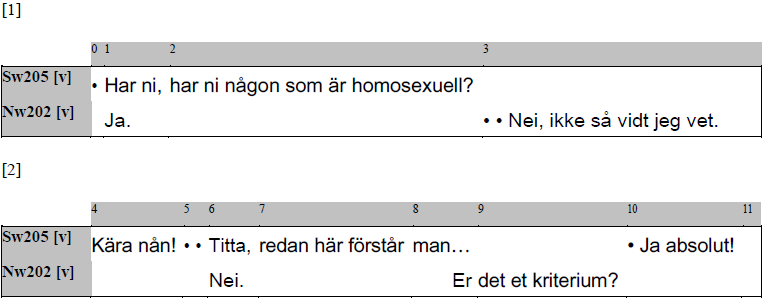 [1]
0 1 2 3
Sw205 [v] • Har ni, har ni någon som är homosexuell?
Nw202 [v] Ja. • • Nei, ikke så vidt jeg vet.
[2]
4 5 6 7 8 9 10 11
Sw205 [v] Kära nån! • • Titta, redan här förstår man… • Ja absolut!
Nw202 [v] Nei. Er det et kriterium?